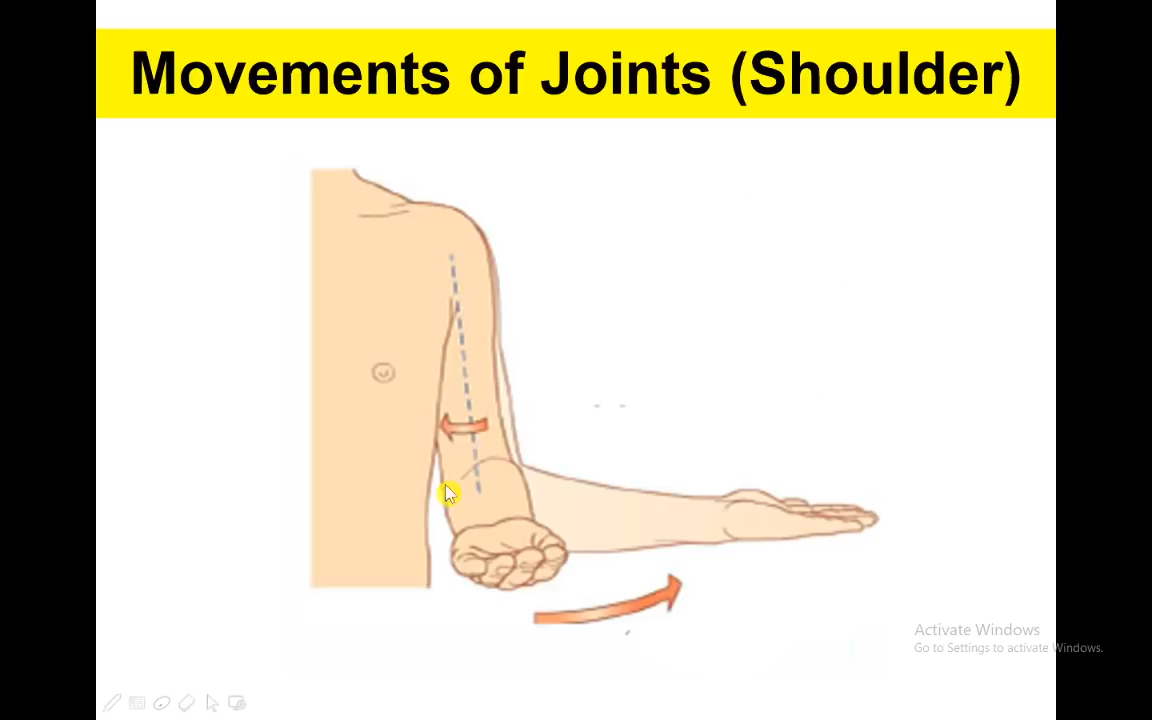 Movements of Joints (Shoulder)
Activate Windows
Go to Settings to activate Windows.